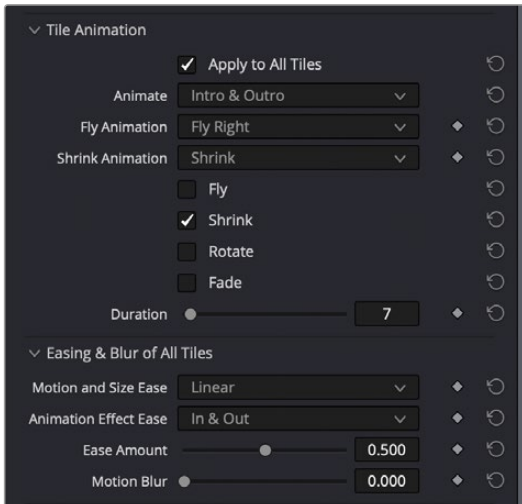 Tile Animation
Apply to All Tiles
Animate Intro & Outro
Fly Animation Fly Right
Shrink Animation Shrink
Fly
Shrink
Rotate
Fade
Duration 7
Easing & Blur of All Tiles
Motion and Size Ease Linear
Animation Effect Ease In & Out
Ease Amount 0.500
Motion Blur 0.000